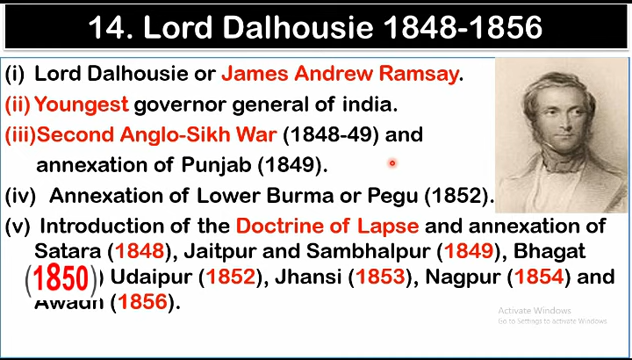 14. Lord Dalhousie 1848-1856
(i) Lord Dalhousie or James Andrew Ramsay.
(ii) Youngest governor general of india.
(iii)Second Anglo-Sikh War (1848-49) and
annexation of Punjab (1849).
(iv) Annexation of Lower Burma or Pegu (1852).
(v) Introduction of the Doctrine of Lapse and annexation of
Satara (1848), Jaitpur and Sambhalpur (1849), Bhagat
(1850)) Udaipur (1852), Jhansi (1853), Nagpur (1854) and
Awadh (1856).
Activate Windows
Go to Settings to activate Windows